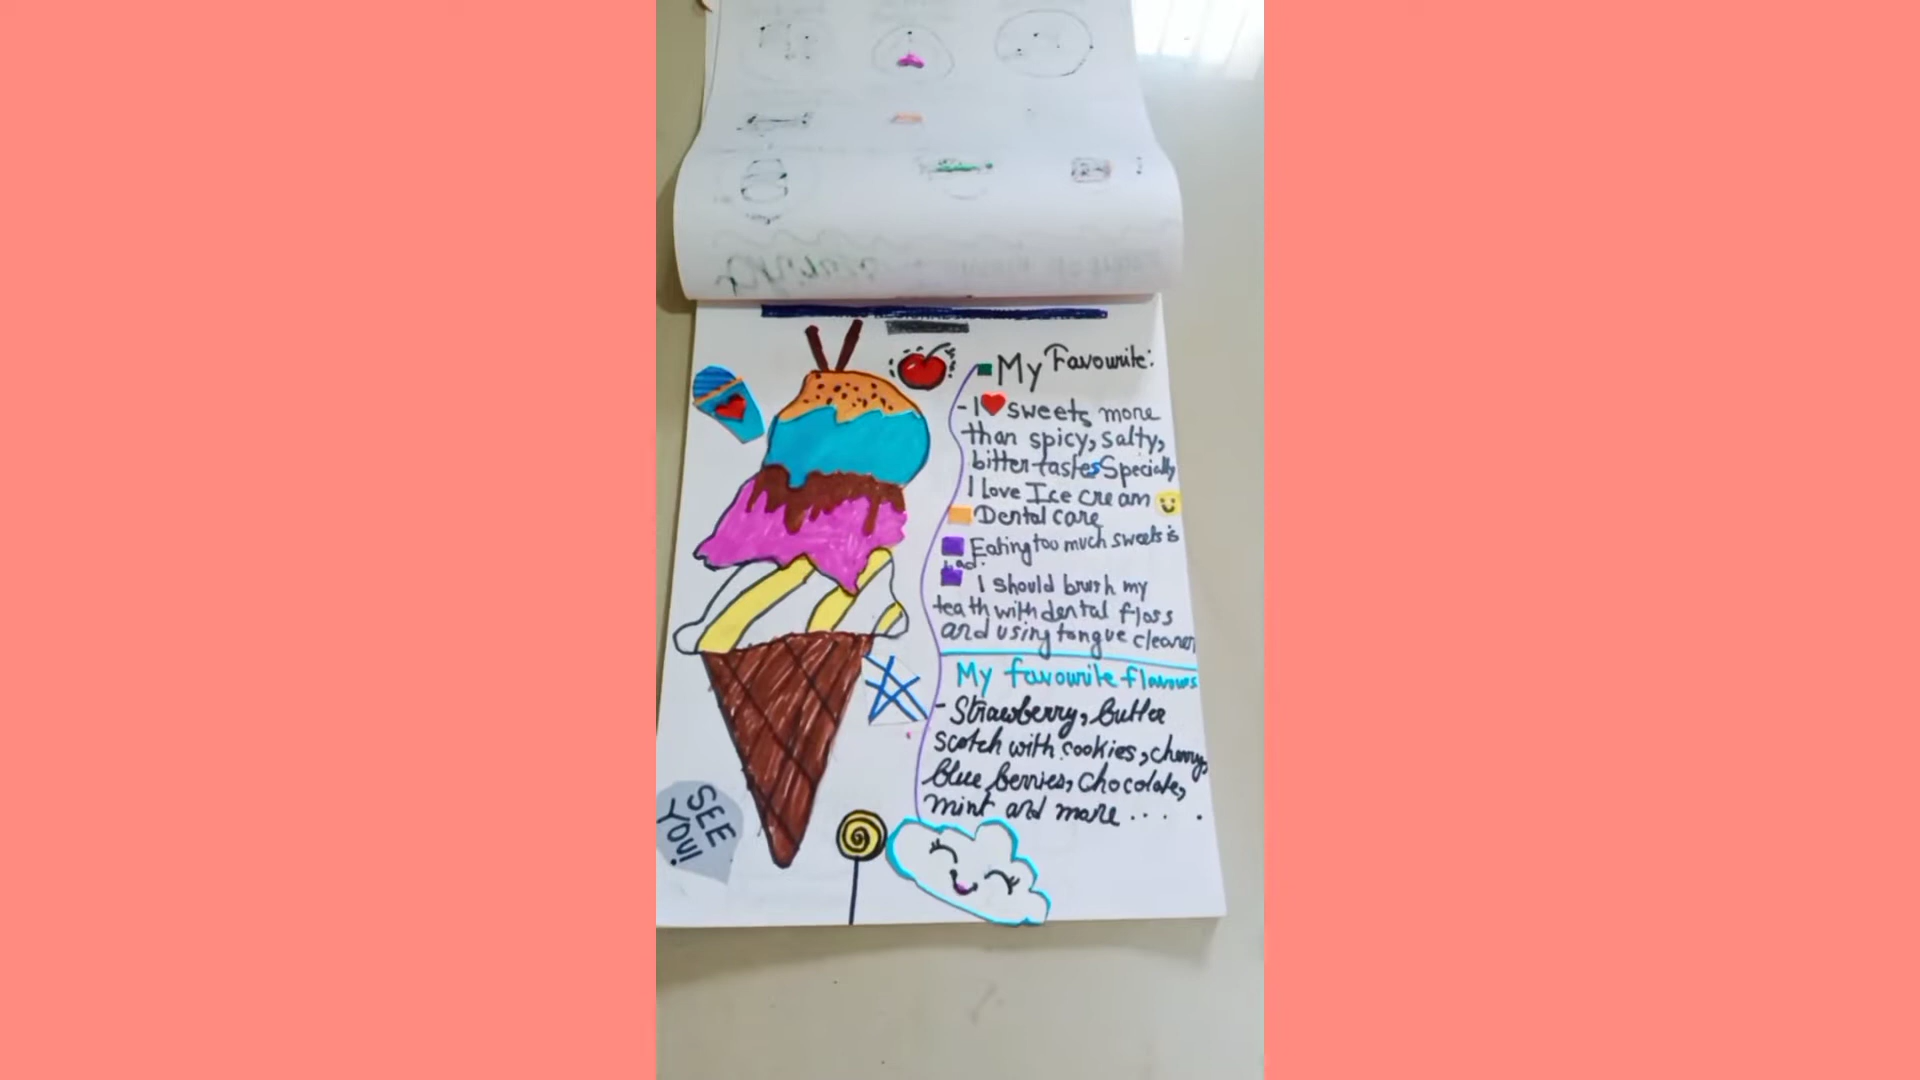 My Favourite:
- I ❤ sweets more
than spicy, salty,
bitter tastes Specially
I love Ice cream
Dental care
Eating too much sweets is
bad.
I should brush my
teath with dental floss
and using tongue cleaner
My favourite flavours
- Strawberry, butter
scotch with cookies, cherry,
blue berries, chocolate,
mint and more....
SEE
YOU!